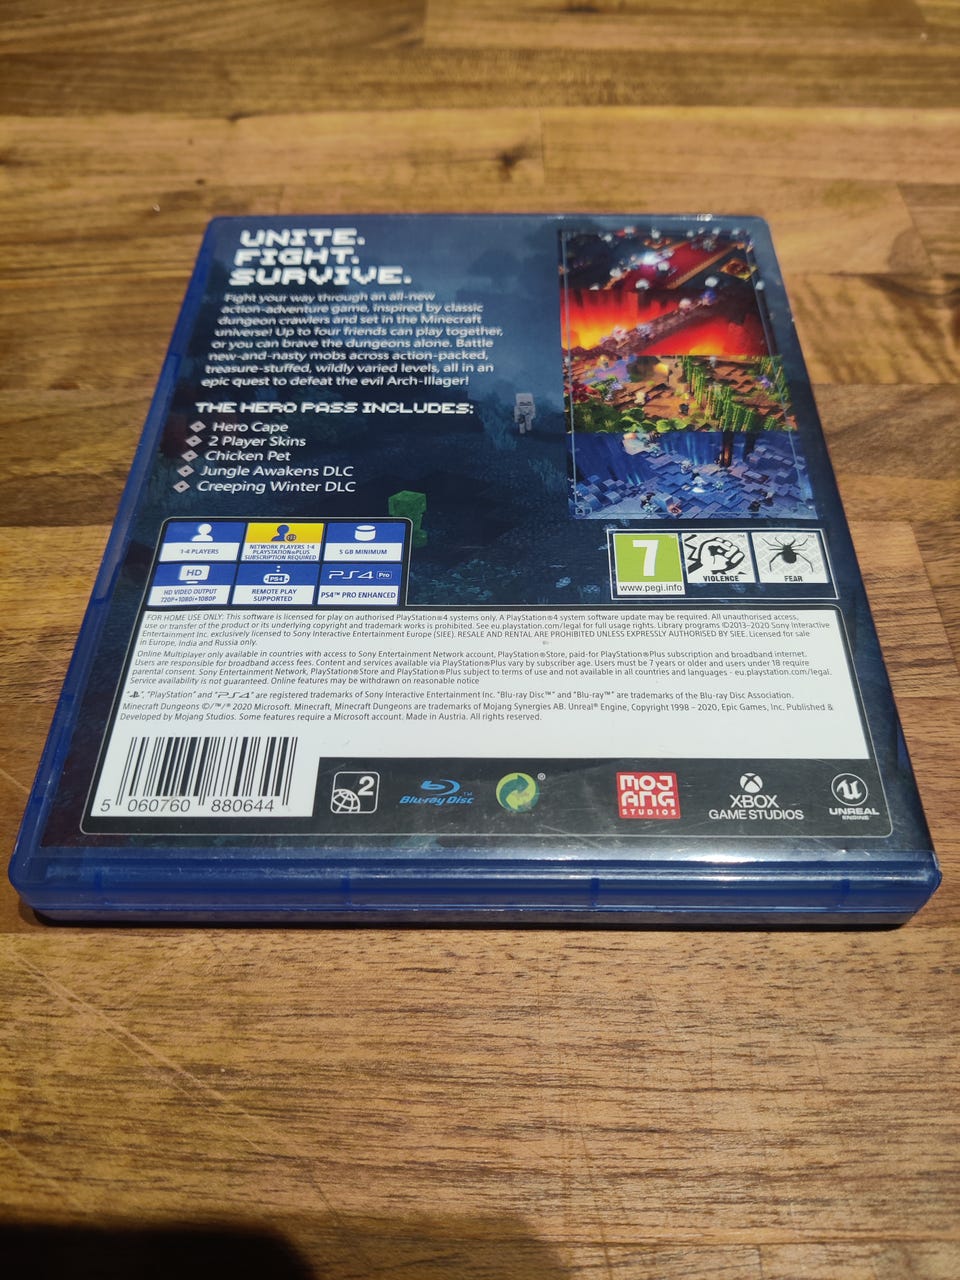 UNITE.
FIGHT.
SURVIVE.
Fight your way through an all-new
action-adventure game, inspired by classic
dungeon crawlers and set in the Minecraft
universe! Up to four friends can play together,
or you can brave the dungeons alone. Battle
new-and-nasty mobs across action-packed,
treasure-stuffed, wildly varied levels, all in an
epic quest to defeat the evil Arch-Illager!
THE HERO PASS INCLUDES:
Hero Cape
2 Player Skins
Chicken Pet
Jungle Awakens DLC
Creeping Winter DLC
1-4 PLAYERS
NETWORK PLAYERS 1-4
PLAYSTATION®PLUS
SUBSCRIPTION REQUIRED
5 GB MINIMUM
HD
HD VIDEO OUTPUT
720p•1080i•1080p
PS4
REMOTE PLAY
SUPPORTED
PS4 Pro
PS4™ PRO ENHANCED
7
www.pegi.info
VIOLENCE
FEAR
FOR HOME USE ONLY: This software is licensed for play on authorised PlayStation®4 systems only. A PlayStation®4 system software update may be required. All unauthorised access,
use or transfer of the product or its underlying copyright and trademark works is prohibited. See eu.playstation.com/legal for full usage rights. Library programs ©2013-2020 Sony Interactive
Entertainment Inc. exclusively licensed to Sony Interactive Entertainment Europe (SIEE). RESALE AND RENTAL ARE PROHIBITED UNLESS EXPRESSLY AUTHORISED BY SIEE. Licensed for sale
in Europe, India and Russia only.
Online Multiplayer only available in countries with access to Sony Entertainment Network account, PlayStation®Store, paid-for PlayStation®Plus subscription and broadband internet.
Users are responsible for broadband access fees. Content and services available via PlayStation®Plus vary by subscriber age. Users must be 7 years or older and users under 18 require
parental consent. Sony Entertainment Network, PlayStation®Store and PlayStation®Plus subject to terms of use and not available in all countries and languages - eu.playstation.com/legal.
Service availability is not guaranteed. Online features may be withdrawn on reasonable notice
", "PlayStation" and "PS4" are registered trademarks of Sony Interactive Entertainment Inc. "Blu-ray Disc™" and "Blu-ray™" are trademarks of the Blu-ray Disc Association.
Minecraft Dungeons ©/™/® 2020 Microsoft. Minecraft, Minecraft Dungeons are trademarks of Mojang Synergies AB. Unreal® Engine, Copyright 1998 – 2020, Epic Games, Inc. Published &
Developed by Mojang Studios. Some features require a Microsoft account. Made in Austria. All rights reserved.
5 060760 880644
2
Blu-ray Disc™
®
MOJANG
STUDIOS
XBOX
GAME STUDIOS
UNREAL
ENGINE